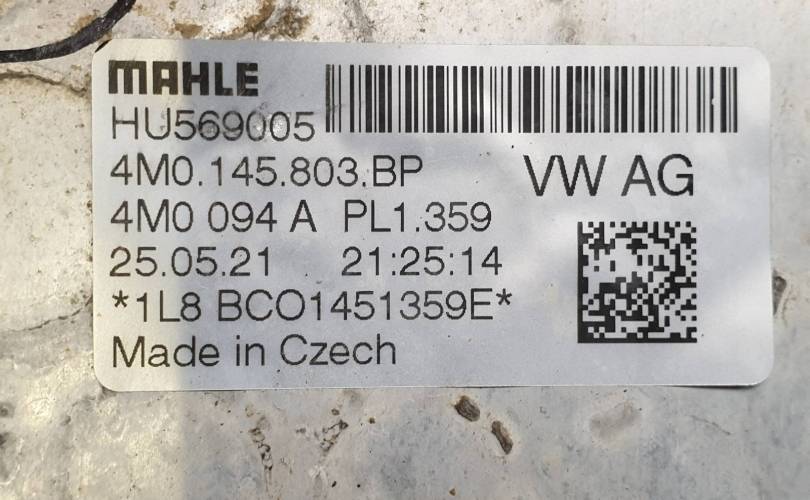 MAHLE
HU569005
4M0.145.803.BP VW AG
4M0 094 A PL1.359
25.05.21 21:25:14
*1L8 BCO1451359E*
Made in Czech